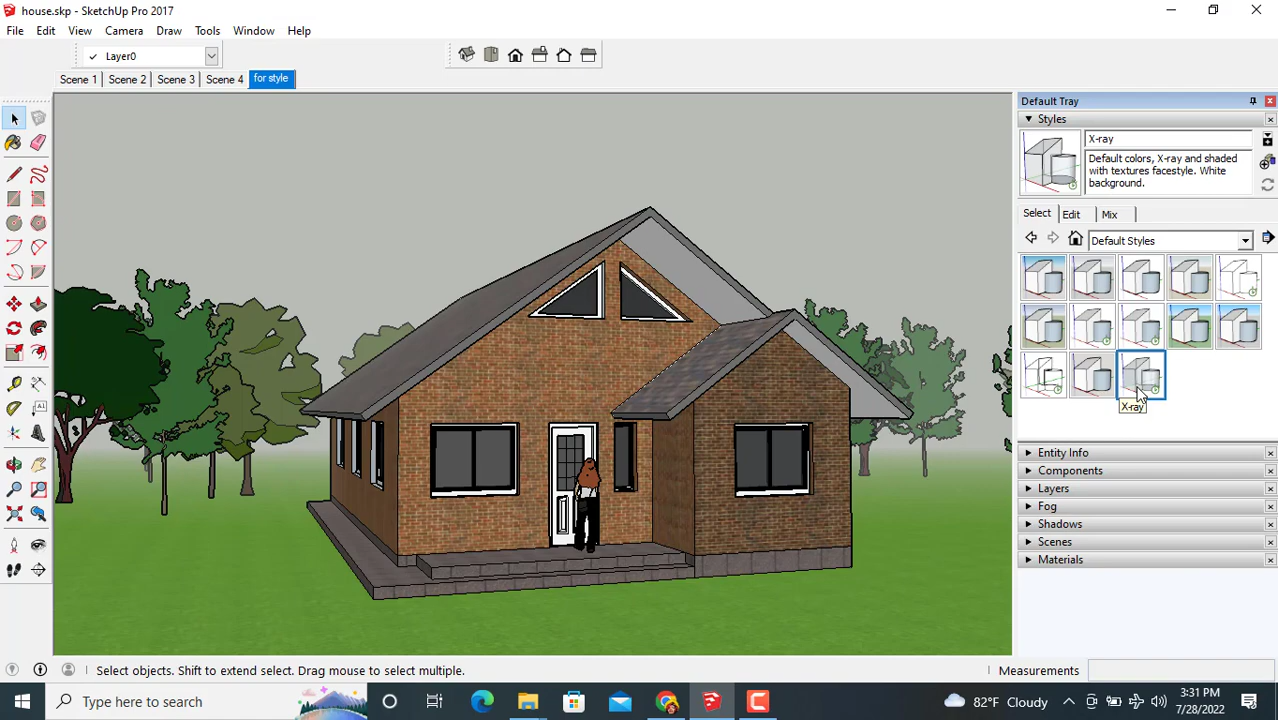 house.skp - SketchUp Pro 2017
File Edit View Camera Draw Tools Window Help
Layer0
Scene 1 Scene 2 Scene 3 Scene 4 for style
Default Tray
Styles
X-ray
Default colors, X-ray and shaded
with textures facestyle. White
background.
Select Edit Mix
Default Styles
X-ray
Entity Info
Components
Layers
Fog
Shadows
Scenes
Materials
Select objects. Shift to extend select. Drag mouse to select multiple.
Measurements
Type here to search
82°F Cloudy
3:31 PM
7/28/2022